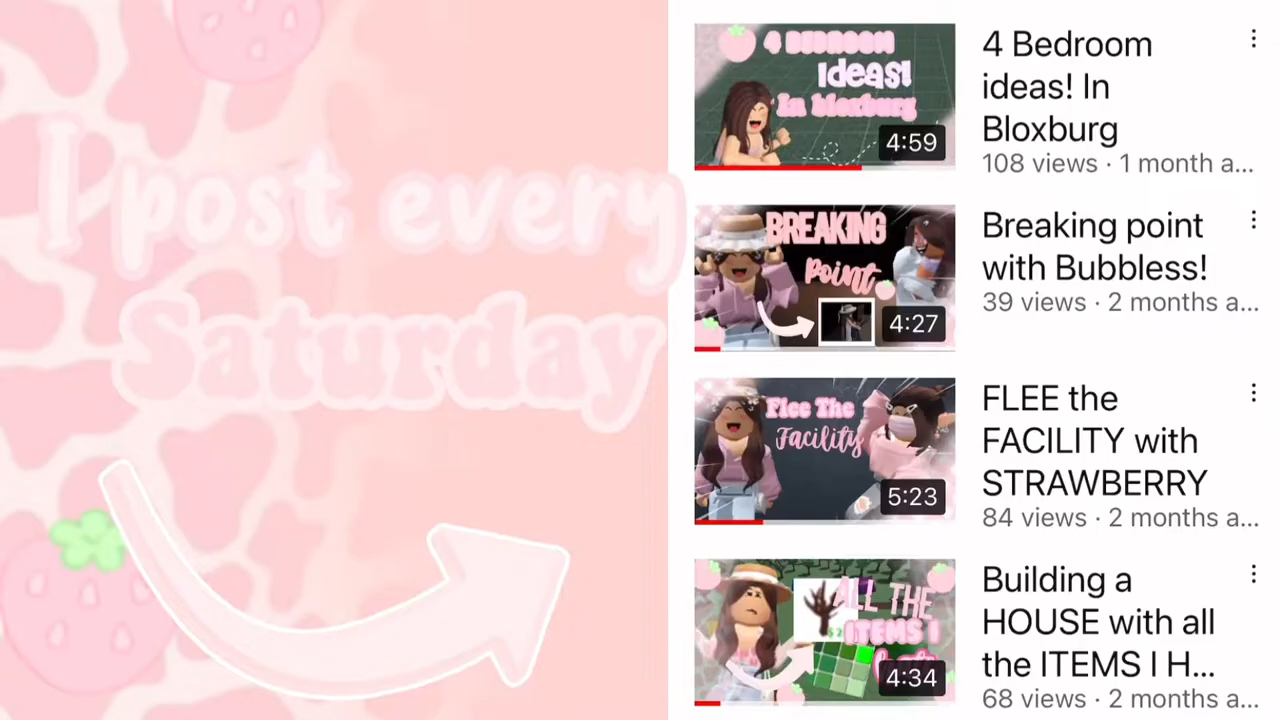 I post every
Saturday
4 BEDROOM
Ideas!
In bloxburg
4:59
4 Bedroom
ideas! In
Bloxburg
108 views · 1 month a...
BREAKING
Point
4:27
Breaking point
with Bubbless!
39 views · 2 months a...
Flee The
Facility
5:23
FLEE the
FACILITY with
STRAWBERRY
84 views · 2 months a...
ALL THE
ITEMS I
4:34
Building a
HOUSE with all
the ITEMS I H...
68 views · 2 months a...